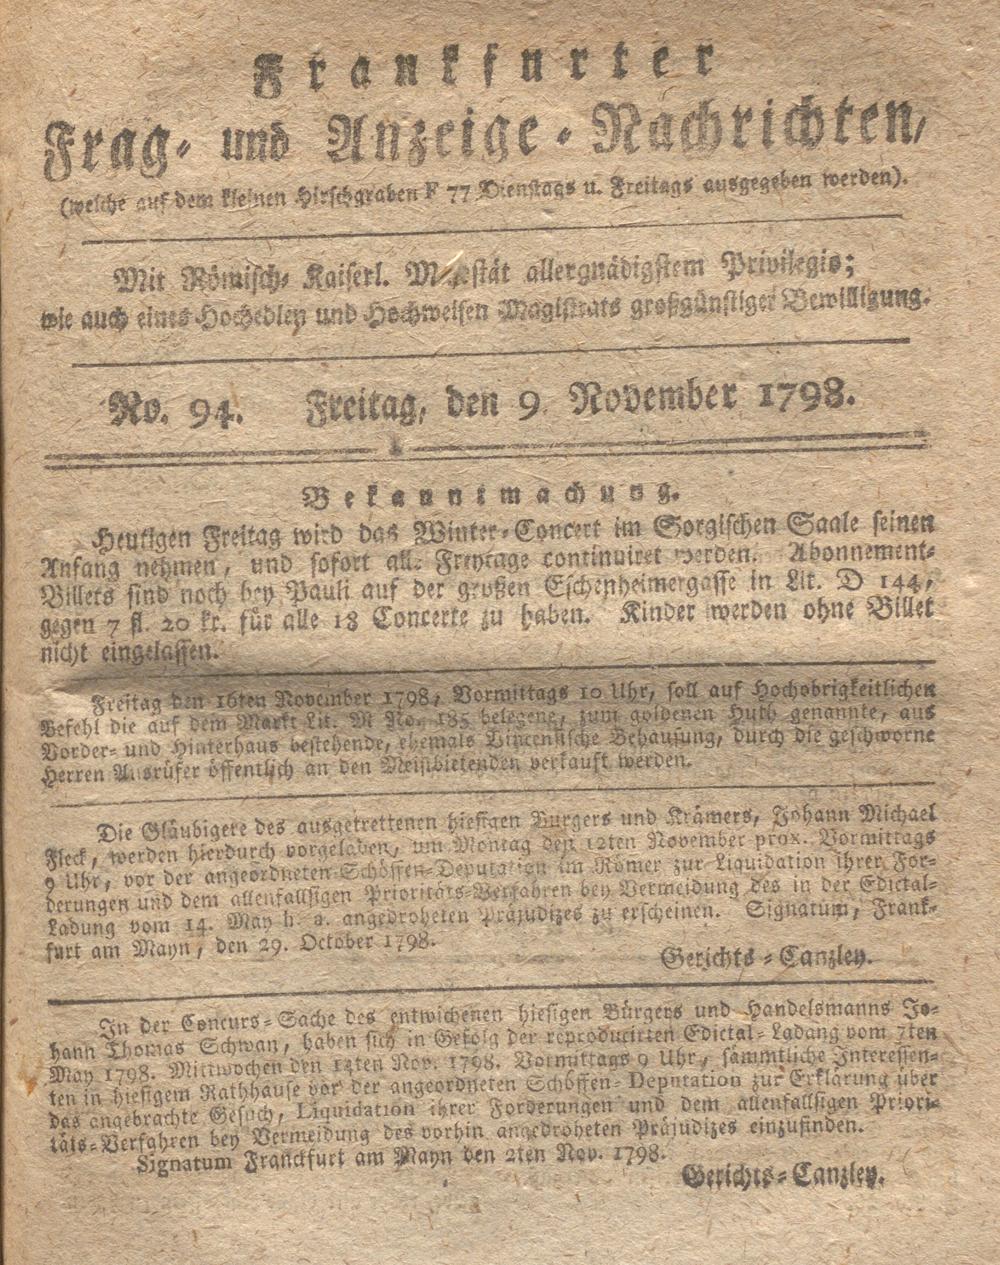 Frankfurter
Frag- und Anzeige-Nachrichten,
(welche auf dem kleinen Hirschgraben F 77 Dienstags u. Freitags ausgegeben werden).
Mit Römisch- Kaiserl. Majestät allergnädigstem Privilegio;
wie auch eines Hochedlen und Hochweisen Magistrats großgünstiger Bewilligung.
No. 94. Freitag, den 9. November 1798.
Bekanntmachung.
Heutigen Freitag wird das Winter-Concert im Sorgischen Saale seinen
Anfang nehmen, und sofort alle Freytage continuiret werden. Abonnement-
Billets sind noch bey Pauli auf der großen Eschenheimergasse in Lit. D 144,
gegen 7 fl. 20 kr. für alle 18 Concerte zu haben. Kinder werden ohne Billet
nicht eingelassen.
Freitag den 16ten November 1798, Vormittags 10 Uhr, soll auf Hochobrigkeitlichen
Befehl die auf dem Markt Lit. M No. 185 belegene, zum goldenen Huth genannte, aus
Vorder- und Hinterhaus bestehende, ehemals Behausung, durch die geschworne
Herren Ausrüfer öffentlich an den Meistbietenden verkauft werden.
Die Gläubigere des ausgetrettenen hiesigen Burgers und Krämers, Johann Michael
Fleck, werden hierdurch vorgeladen, um Montag den 12ten November prox. Vormittags
9 Uhr, vor der angeordneten Schöffen-Deputation im Römer zur Liquidation ihrer For-
derungen und dem allenfallsigen Prioritäts-Verfahren bey Vermeidung des in der Edictal-
Ladung vom 14. May h. a. angedroheten Präjudizes zu erscheinen. Signatum, Frank-
furt am Mayn, den 29. October 1798.
Gerichts-Canzley.
In der Concurs-Sache des entwichenen hiesigen Bürgers und Handelsmanns Jo-
hann Thomas Schwan, haben sich in Gefolg der reproducirten Edictal-Ladang vom 7ten
May 1798. Mittwochen den 14ten Nov. 1798. Vormittags 9 Uhr, sämmtliche Interessen-
ten in hiesigem Rathhause vor der angeordneten Schöffen-Deputation zur Erklärung über
das angebrachte Gesuch, Liquidation ihrer Forderungen und dem allenfallsigen Priori-
täts-Verfahren bey Vermeidung des vorhin angedroheten Präjudizes einzufinden.
Signatum Franckfurt am Mayn den 2ten Nov. 1798.
Gerichts-Canzley.